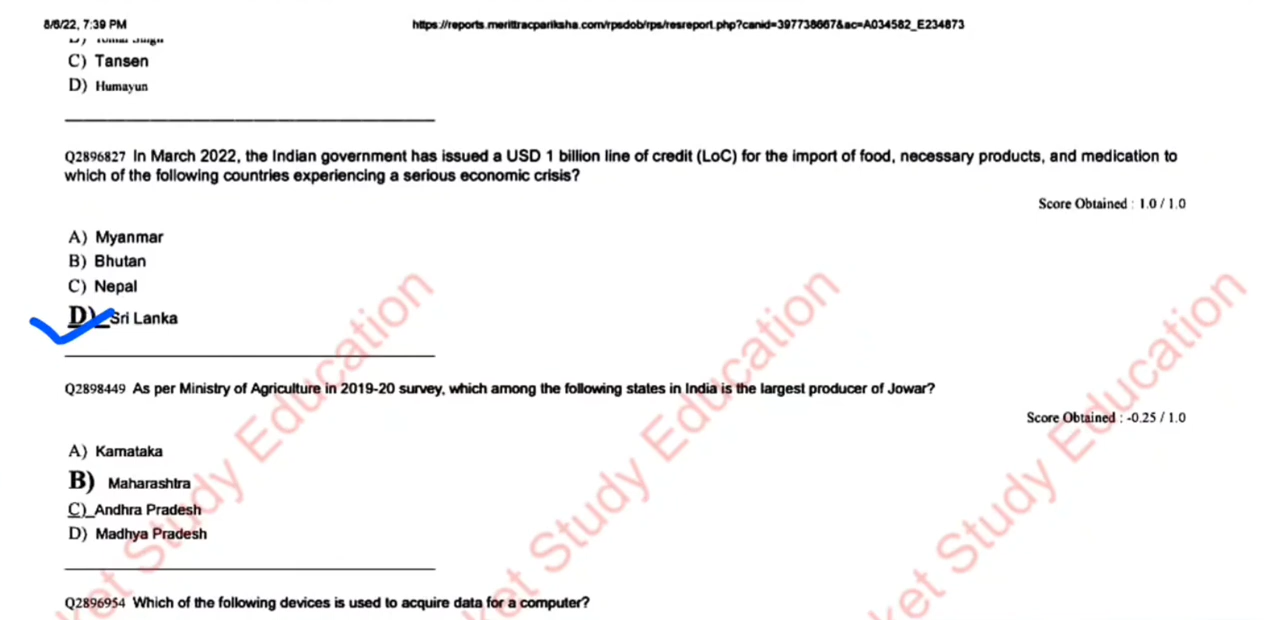 8/6/22, 7:39 PM https://reports.merittracpariksha.com/rpsdob/rps/resreport.php?canid=397738667&ac=A034582_E234873
C) Tansen
D) Humayun
Q2896827 In March 2022, the Indian government has issued a USD 1 billion line of credit (LoC) for the import of food, necessary products, and medication to
which of the following countries experiencing a serious economic crisis?
Score Obtained : 1.0 / 1.0
A) Myanmar
B) Bhutan
C) Nepal
D) Sri Lanka
Q2898449 As per Ministry of Agriculture in 2019-20 survey, which among the following states in India is the largest producer of Jowar?
Score Obtained : -0.25 / 1.0
A) Karnataka
B) Maharashtra
C) Andhra Pradesh
D) Madhya Pradesh
Q2896954 Which of the following devices is used to acquire data for a computer?
ket Study Education
ket Study Education
ket Study Education